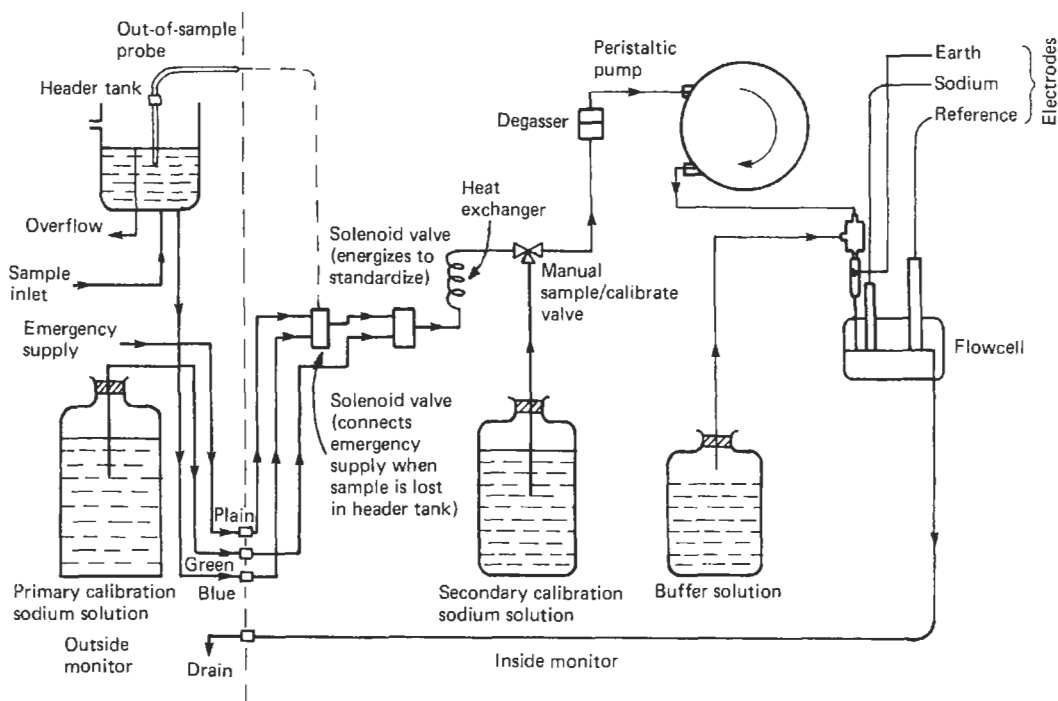 Out-of-sample
probe
Header tank
Overflow
Sample
inlet
Emergency
supply
Primary calibration
sodium solution
Outside
monitor
Drain
Plain
Green
Blue
Solenoid valve
(energizes to
standardize)
Solenoid valve
(connects
emergency
supply when
sample is lost
in header tank)
Heat
exchanger
Manual
sample/calibrate
valve
Degasser
Peristaltic
pump
Secondary calibration
sodium solution
Buffer solution
Inside monitor
Earth
Sodium
Reference
Electrodes
Flowcell